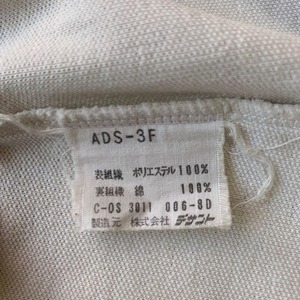 ADS-3F
表組織 ポリエステル 100%
裏組織 綿 100%
C-OS 3011 006-8D
製造元 株式会社 デサント